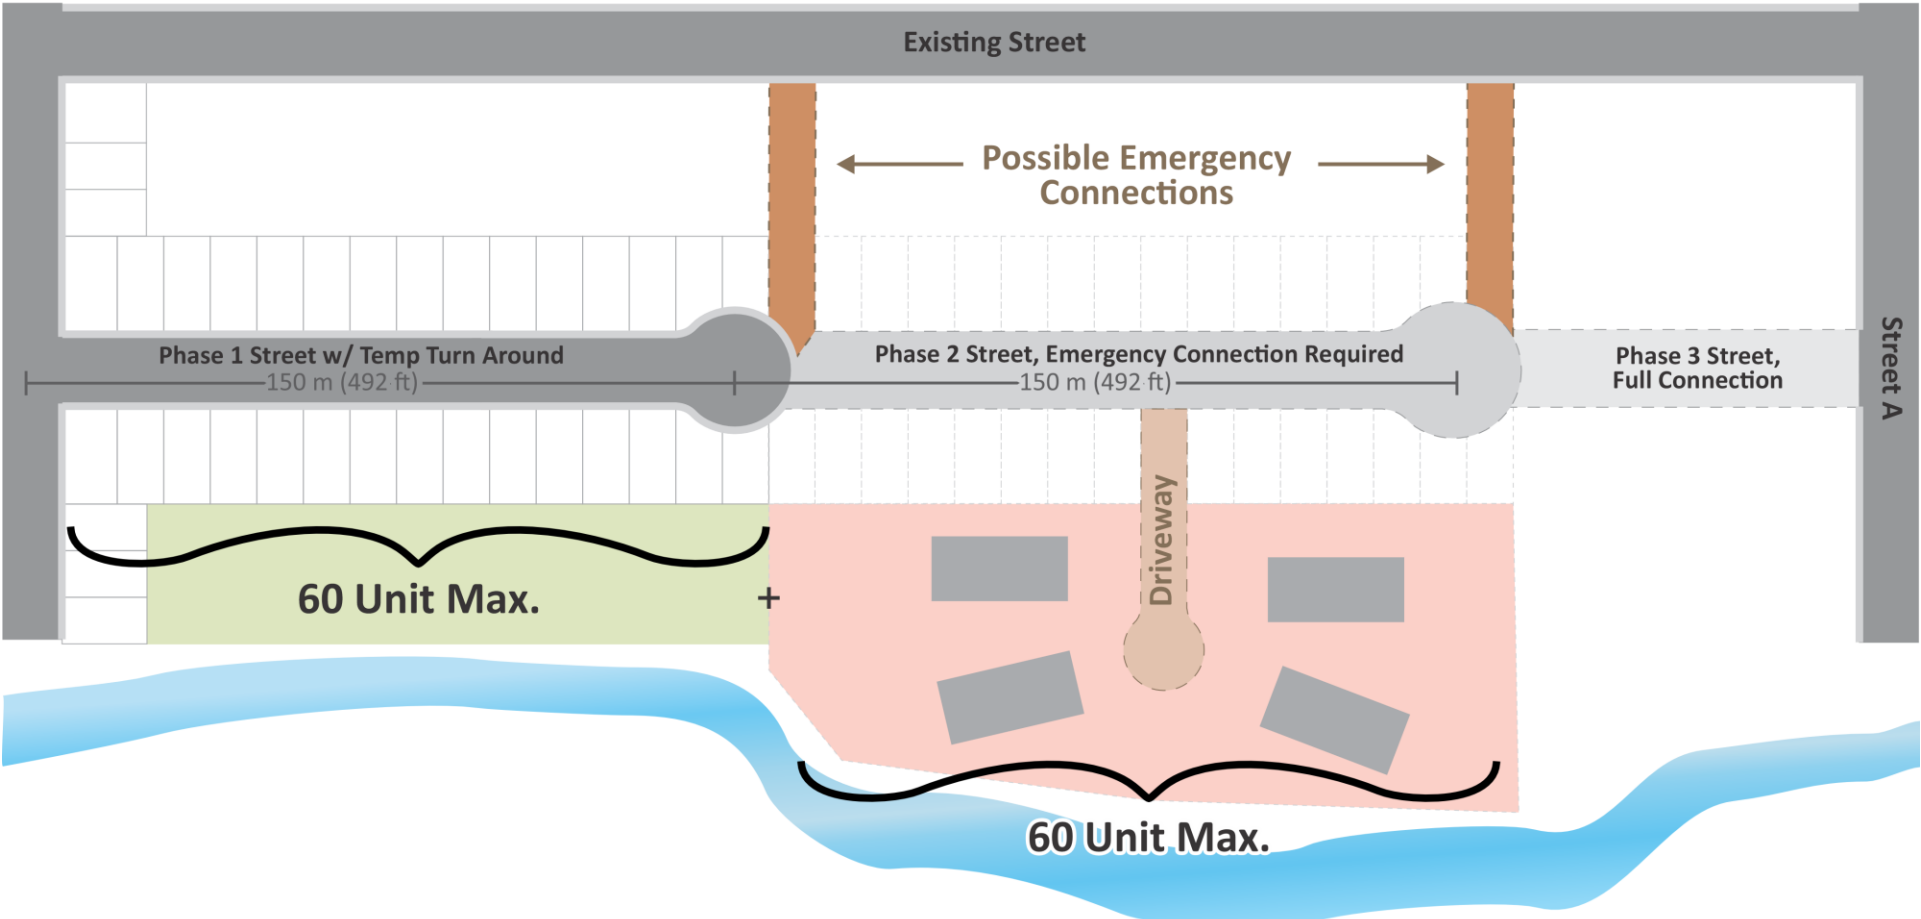 Existing Street
Possible Emergency
Connections
Phase 1 Street w/ Temp Turn Around
150 m (492 ft)
Phase 2 Street, Emergency Connection Required
150 m (492 ft)
Phase 3 Street,
Full Connection
Street A
Driveway
60 Unit Max.
+
60 Unit Max.